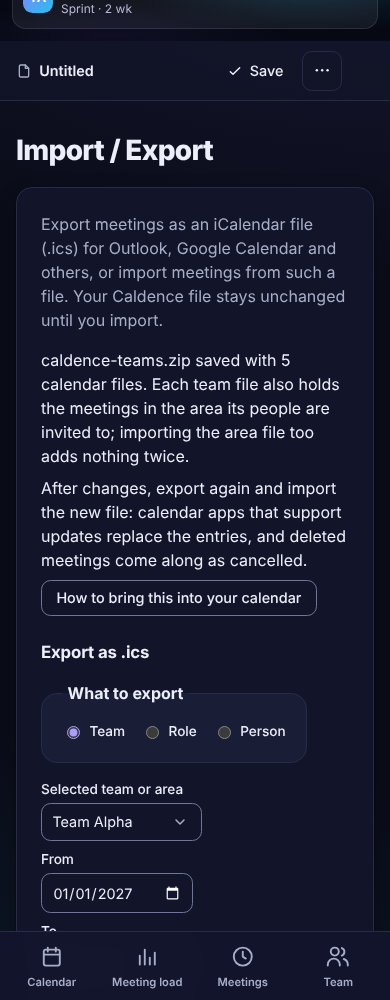 Sprint · 2 wk
Untitled
Save
Import / Export
Export meetings as an iCalendar file
(.ics) for Outlook, Google Calendar and
others, or import meetings from such a
file. Your Caldence file stays unchanged
until you import.
caldence-teams.zip saved with 5
calendar files. Each team file also holds
the meetings in the area its people are
invited to; importing the area file too
adds nothing twice.
After changes, export again and import
the new file: calendar apps that support
updates replace the entries, and deleted
meetings come along as cancelled.
How to bring this into your calendar
Export as .ics
What to export
Team Role Person
Selected team or area
Team Alpha
From
01/01/2027
To
Calendar Meeting load Meetings Team